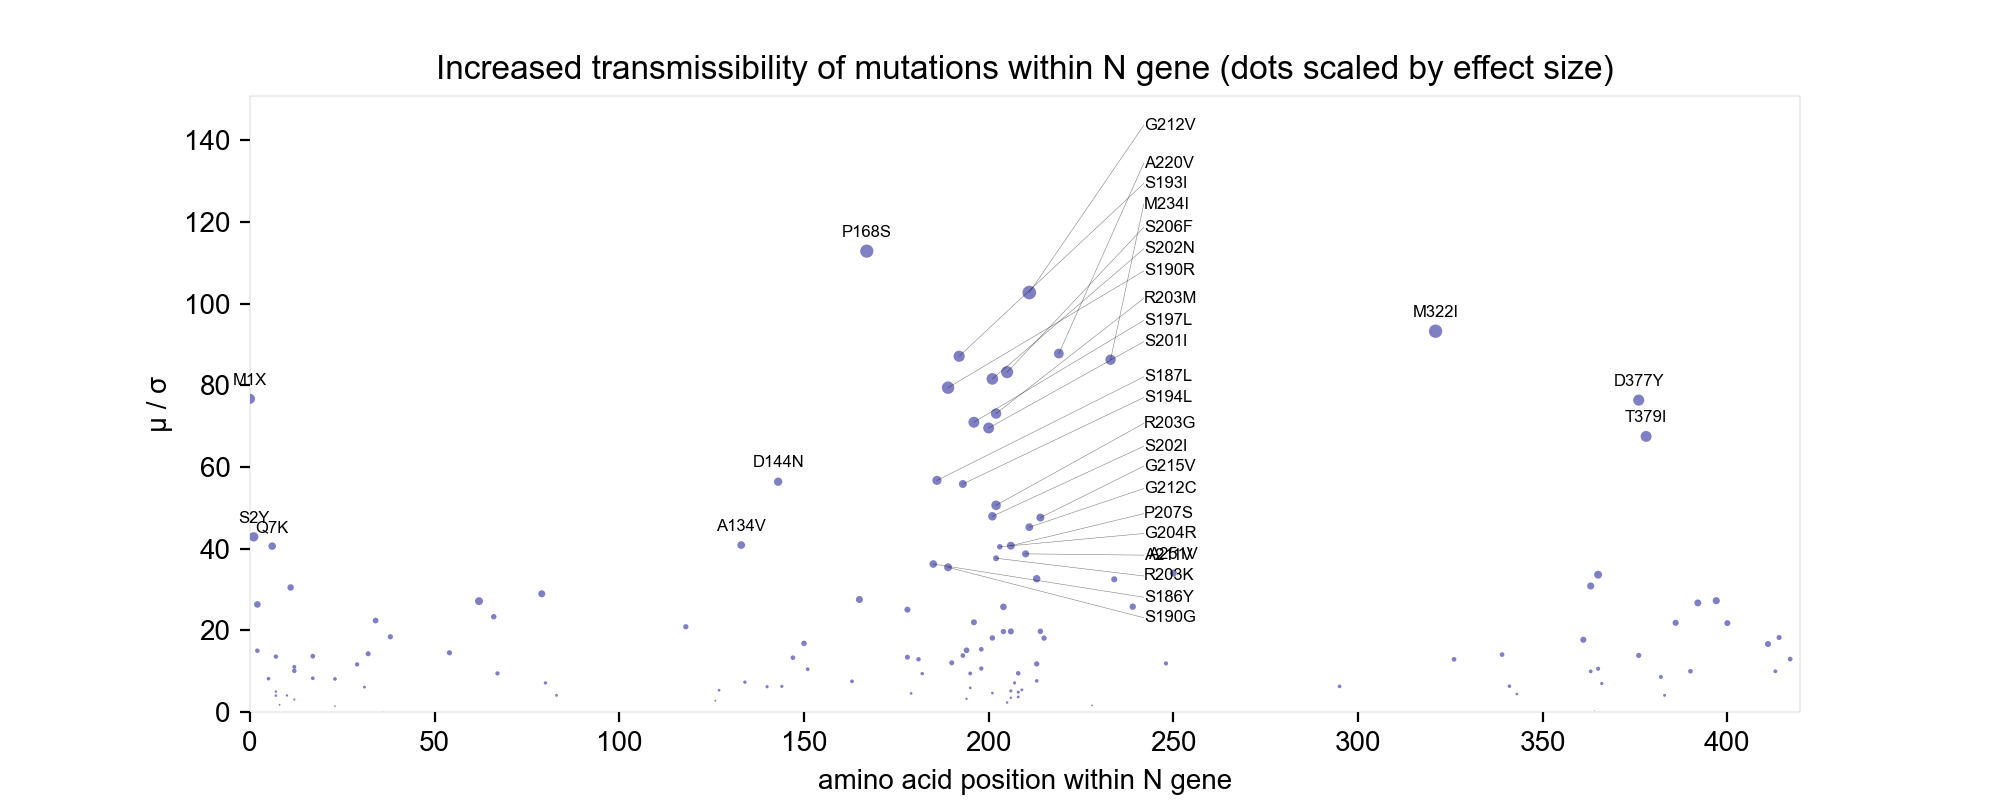 Increased transmissibility of mutations within N gene (dots scaled by effect size)
µ / σ
140
120
100
80
60
40
20
0
0
50
100
150
200
250
300
350
400
amino acid position within N gene
M1X
S2Y
Q7K
A134V
D144N
P168S
G212V
A220V
S193I
M234I
S206F
S202N
S190R
R203M
S197L
S201I
S187L
S194L
R203G
S202I
G215V
G212C
P207S
G204R
A211V
A251V
R203K
S186Y
S190G
M322I
D377Y
T379I